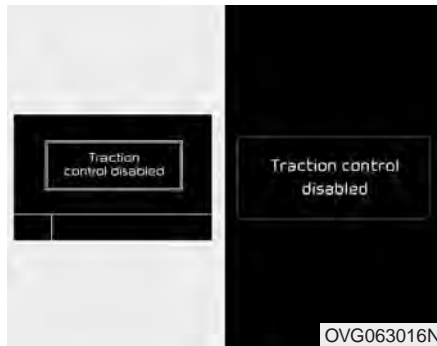 Traction
control disabled
Traction control
disabled
OVG063016N